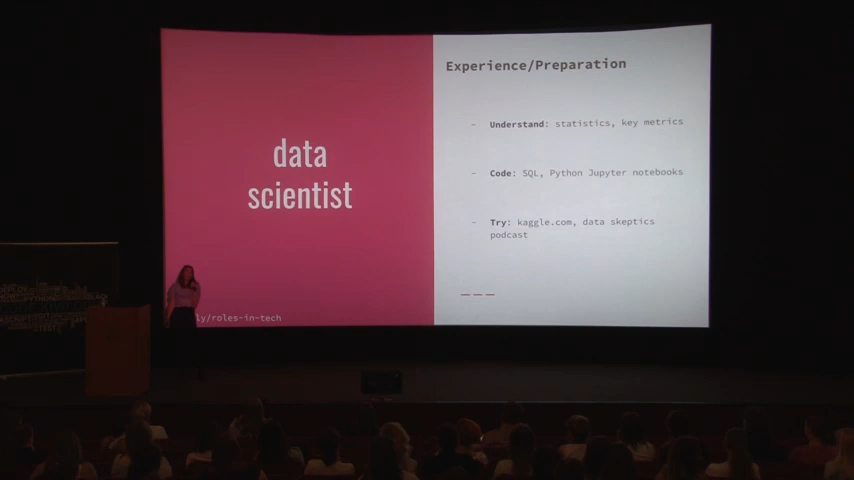 data
scientist
ly/roles-in-tech
Experience/Preparation
- Understand: statistics, key metrics
- Code: SQL, Python Jupyter notebooks
- Try: kaggle.com, data skeptics
podcast